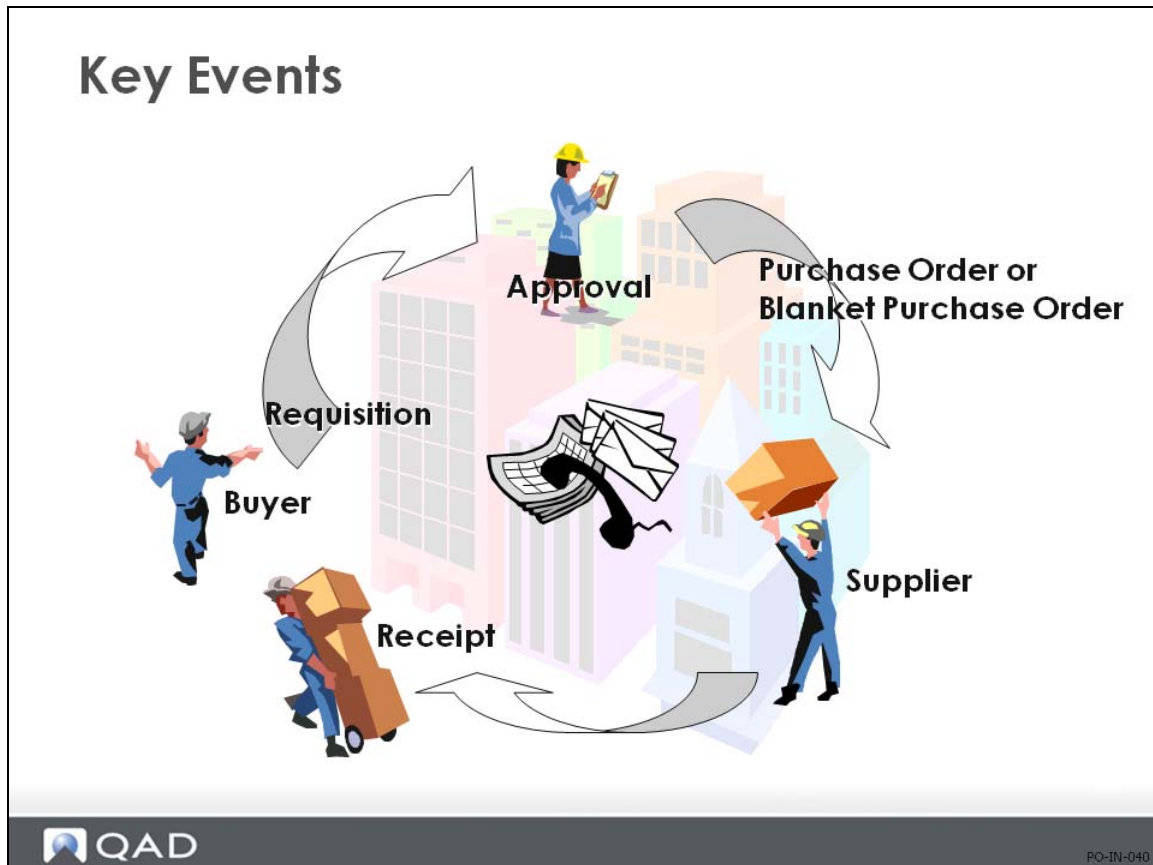 Key Events
Approval
Purchase Order or
Blanket Purchase Order
Requisition
Buyer
Supplier
Receipt
QAD
PO-IN-040